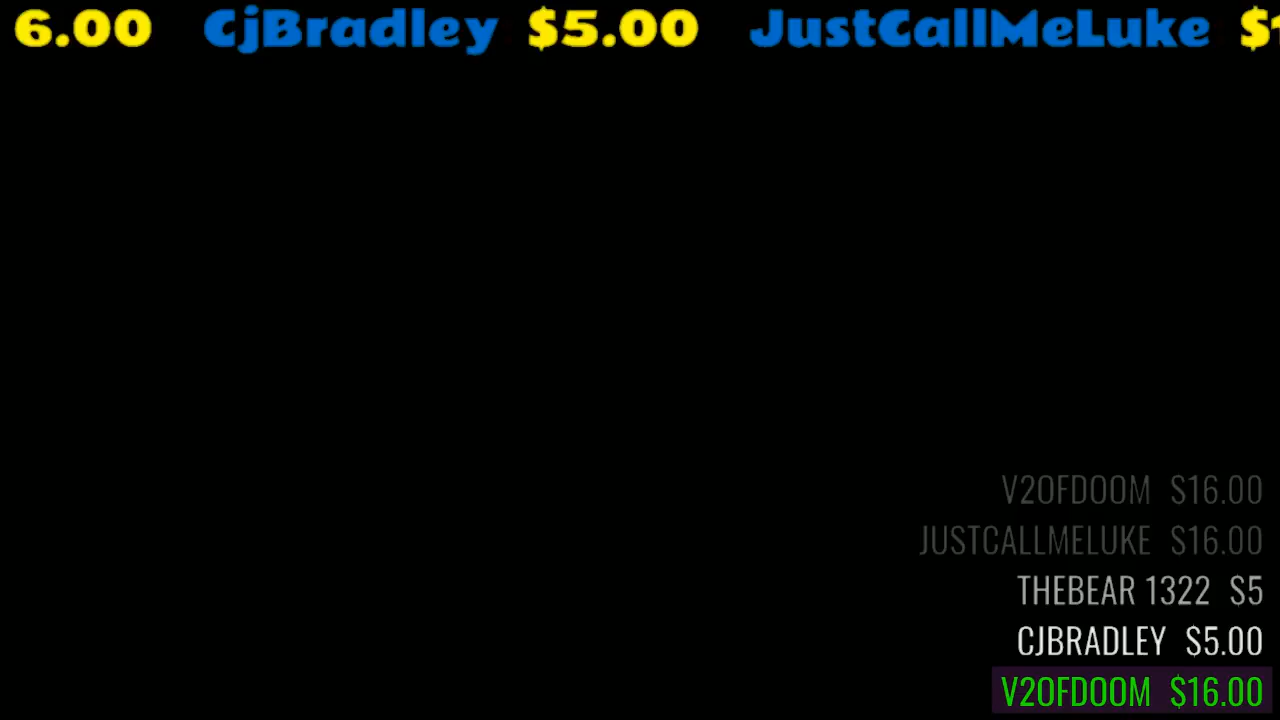 6.00 CjBradley $5.00 JustCallMeLuke $1
V2OFDOOM $16.00
JUSTCALLMELUKE $16.00
THEBEAR 1322 $5
CJBRADLEY $5.00
V2OFDOOM $16.00